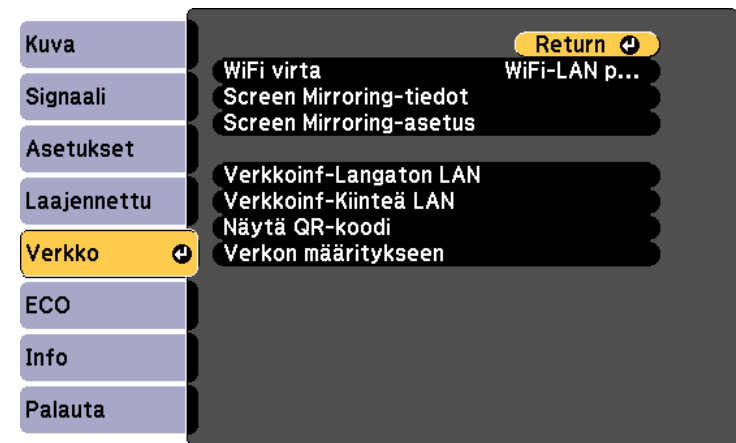 Kuva
Signaali
Asetukset
Laajennettu
Verkko
ECO
Info
Palauta
Return
WiFi virta WiFi-LAN p...
Screen Mirroring-tiedot
Screen Mirroring-asetus
Verkkoinf-Langaton LAN
Verkkoinf-Kiinteä LAN
Näytä QR-koodi
Verkon määritykseen